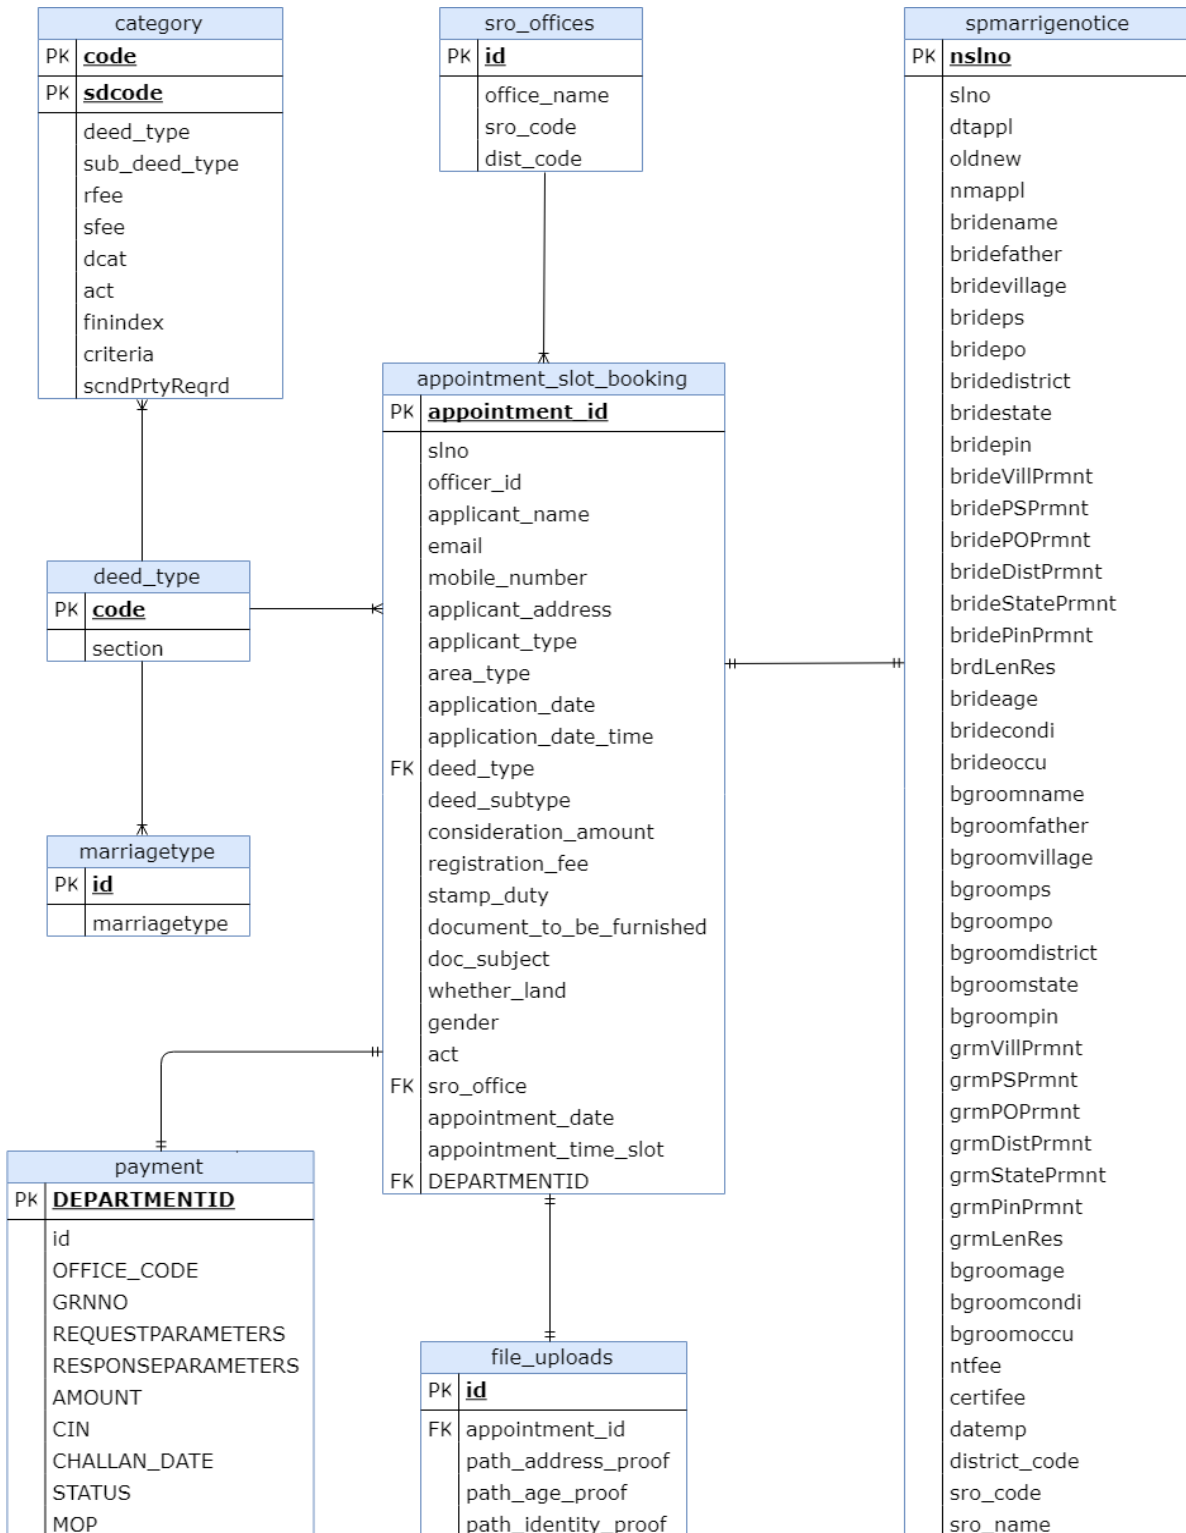 category
PK code
PK sdcode
deed_type
sub_deed_type
rfee
sfee
dcat
act
finindex
criteria
scndPrtyReqrd
sro_offices
PK id
office_name
sro_code
dist_code
deed_type
PK code
section
marriagetype
PK id
marriagetype
appointment_slot_booking
PK appointment_id
slno
officer_id
applicant_name
email
mobile_number
applicant_address
applicant_type
area_type
application_date
application_date_time
FK deed_type
deed_subtype
consideration_amount
registration_fee
stamp_duty
document_to_be_furnished
doc_subject
whether_land
gender
act
FK sro_office
appointment_date
appointment_time_slot
FK DEPARTMENTID
payment
PK DEPARTMENTID
id
OFFICE_CODE
GRNNO
REQUESTPARAMETERS
RESPONSEPARAMETERS
AMOUNT
CIN
CHALLAN_DATE
STATUS
MOP
file_uploads
PK id
FK appointment_id
path_address_proof
path_age_proof
path_identity_proof
spmarrigenotice
PK nslno
slno
dtappl
oldnew
nmappl
bridename
bridefather
bridevillage
brideps
bridepo
bridedistrict
bridestate
bridepin
brideVillPrmnt
bridePSPrmnt
bridePOPrmnt
brideDistPrmnt
brideStatePrmnt
bridePinPrmnt
brdLenRes
brideage
bridecondi
brideoccu
bgroomname
bgroomfather
bgroomvillage
bgroomps
bgroompo
bgroomdistrict
bgroomstate
bgroompin
grmVillPrmnt
grmPSPrmnt
grmPOPrmnt
grmDistPrmnt
grmStatePrmnt
grmPinPrmnt
grmLenRes
bgroomage
bgroomcondi
bgroomoccu
ntfee
certifee
datemp
district_code
sro_code
sro_name